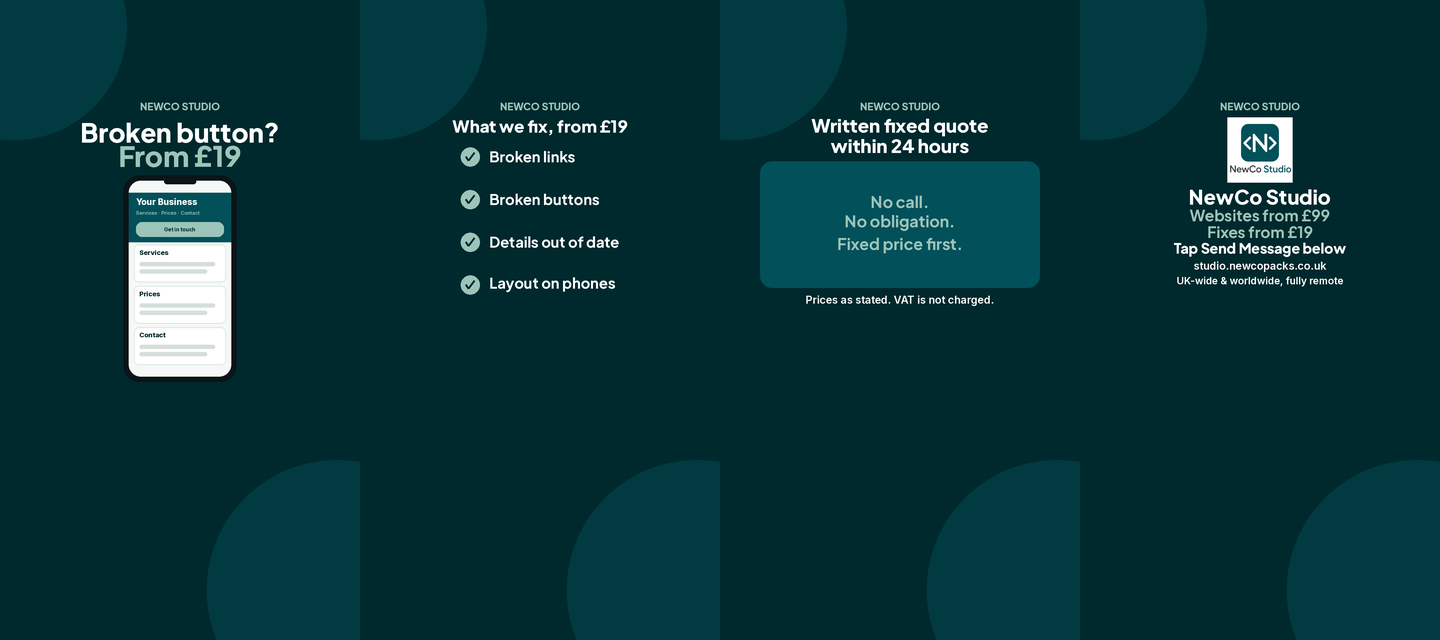 NEWCO STUDIO
Broken button?
From £19
Your Business
Services · Prices · Contact
Get in touch
Services
Prices
Contact
NEWCO STUDIO
What we fix, from £19
Broken links
Broken buttons
Details out of date
Layout on phones
NEWCO STUDIO
Written fixed quote
within 24 hours
No call.
No obligation.
Fixed price first.
Prices as stated. VAT is not charged.
NEWCO STUDIO
<N>
NewCo Studio
NewCo Studio
Websites from £99
Fixes from £19
Tap Send Message below
studio.newcopacks.co.uk
UK-wide & worldwide, fully remote